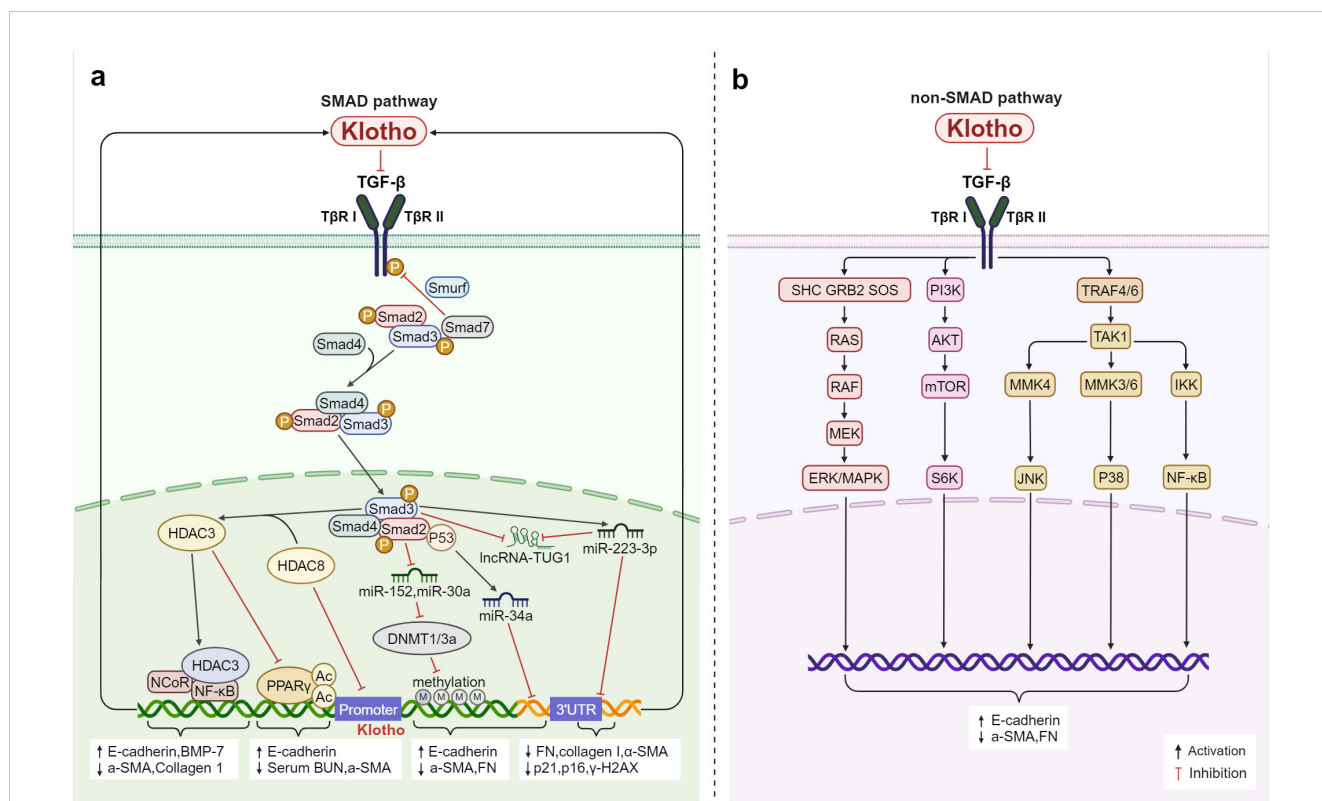 a
SMAD pathway
Klotho
TGF-β
TβR I
TβR II
P
Smurf
P
Smad2
Smad7
Smad3
P
Smad4
Smad4
P
Smad2
P
Smad3
P
Smad3
Smad4
Smad2
P
P53
HDAC3
HDAC8
lncRNA-TUG1
miR-223-3p
miR-152,miR-30a
miR-34a
DNMT1/3a
HDAC3
NCoR
NF-κB
PPARγ
Ac
Ac
methylation
M M M M
Promoter
3'UTR
Klotho
↑ E-cadherin,BMP-7
↓ a-SMA,Collagen 1
↑ E-cadherin
↓ Serum BUN,a-SMA
↑ E-cadherin
↓ a-SMA,FN
↓ FN,collagen I,α-SMA
↓ p21,p16,γ-H2AX
b
non-SMAD pathway
Klotho
TGF-β
TβR I
TβR II
SHC GRB2 SOS
PI3K
TRAF4/6
RAS
AKT
TAK1
RAF
mTOR
MMK4
MMK3/6
IKK
MEK
ERK/MAPK
S6K
JNK
P38
NF-κB
↑ E-cadherin
↓ a-SMA,FN
Activation
Inhibition